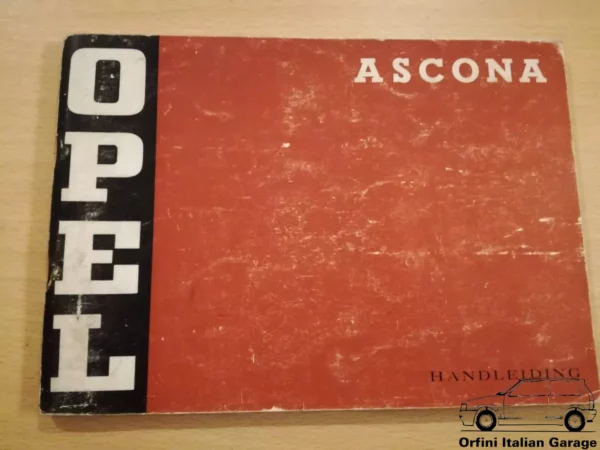 OPEL
ASCONA
HANDLEIDING
Orfini Italian Garage